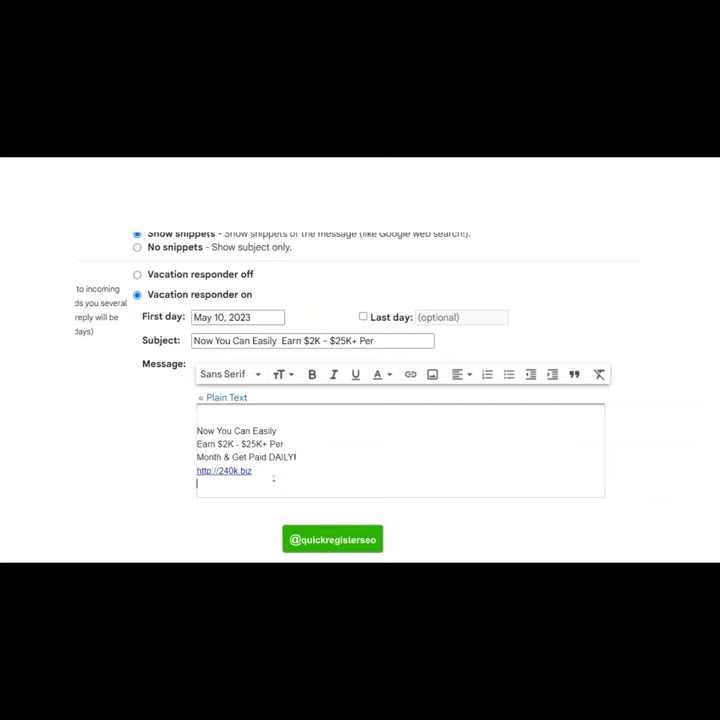 Show snippets - Show snippets of the message (like Google web search!).
No snippets - Show subject only.
Vacation responder off
to incoming
Vacation responder on
ds you several
reply will be
First day: May 10, 2023 Last day: (optional)
days)
Subject: Now You Can Easily Earn $2K - $25K+ Per
Message:
Sans Serif TT B I U A
« Plain Text
Now You Can Easily
Earn $2K - $25K+ Per
Month & Get Paid DAILY!
http://240k.biz
@quickregisterseo